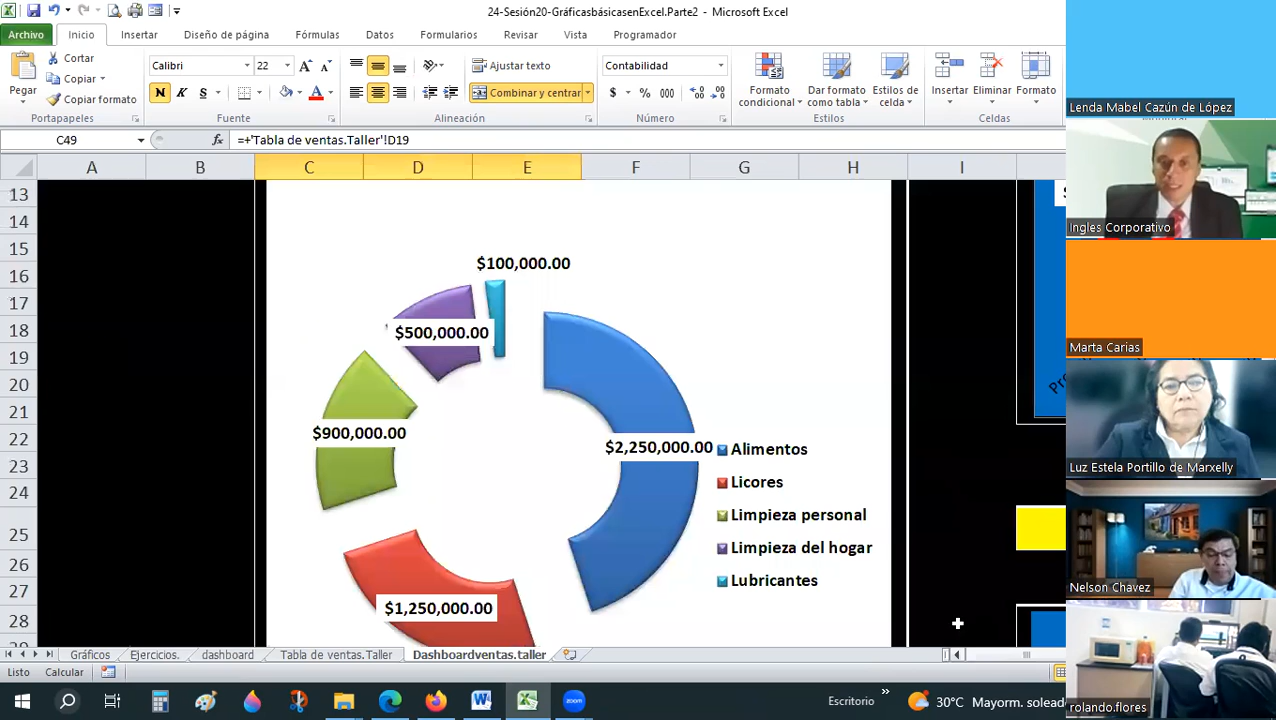 24-Sesión20-GráficasbásicasenExcel.Parte2 - Microsoft Excel
Archivo Inicio Insertar Diseño de página Fórmulas Datos Formularios Revisar Vista Programador
Pegar
Cortar
Copiar
Copiar formato
Portapapeles
Calibri 22
N K S
Fuente
Ajustar texto
Combinar y centrar
Alineación
Contabilidad
$ % 000
Número
Formato condicional
Dar formato como tabla
Estilos de celda
Estilos
Insertar
Eliminar
Formato
Celdas
C49 fx =+'Tabla de ventas.Taller'!D19
A B C D E F G H I
13
14
15
16
17
18
19
20
21
22
23
24
25
26
27
28
$100,000.00
$500,000.00
$900,000.00
$2,250,000.00
$1,250,000.00
Alimentos
Licores
Limpieza personal
Limpieza del hogar
Lubricantes
Gráficos Ejercicios. dashboard Tabla de ventas.Taller Dashboardventas.taller
Listo Calcular
Escritorio
30°C Mayorm. soleado
zoom
Lenda Mabel Cazún de López
Ingles Corporativo
Marta Carias
Luz Estela Portillo de Marxelly
Nelson Chavez
rolando.flores